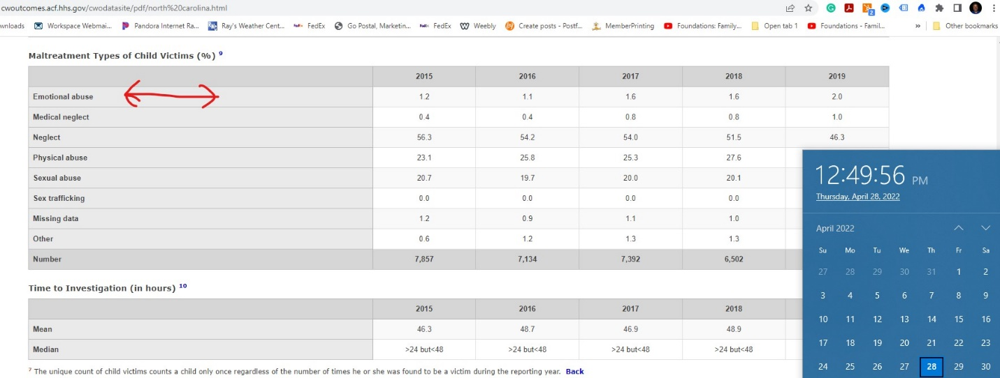 cwoutcomes.acf.hhs.gov/cwodatasite/pdf/north%20carolina.html
wnloads Workspace Webmai... Pandora Internet Ra... Ray's Weather Cent... FedEx Go Postal, Marketin... FedEx Weebly Create posts - Postf... MemberPrinting Foundations: Family,... Open tab 1 Foundations - Famil... » Other bookmarks
Maltreatment Types of Child Victims (%) 9
2015 2016 2017 2018 2019
Emotional abuse 1.2 1.1 1.6 1.6 2.0
Medical neglect 0.4 0.4 0.8 0.8 1.0
Neglect 56.3 54.2 54.0 51.5 46.3
Physical abuse 23.1 25.8 25.3 27.6
Sexual abuse 20.7 19.7 20.0 20.1
Sex trafficking 0.0 0.0 0.0 0.0
Missing data 1.2 0.9 1.1 1.0
Other 0.6 1.2 1.3 1.3
Number 7,857 7,134 7,392 6,502
Time to Investigation (in hours) 10
2015 2016 2017 2018
Mean 46.3 48.7 46.9 48.9
Median >24 but<48 >24 but<48 >24 but<48 >24 but<48
7 The unique count of child victims counts a child only once regardless of the number of times he or she was found to be a victim during the reporting year. Back
12:49:56 PM
Thursday, April 28, 2022
April 2022
Su Mo Tu We Th Fr Sa
27 28 29 30 31 1 2
3 4 5 6 7 8 9
10 11 12 13 14 15 16
17 18 19 20 21 22 23
24 25 26 27 28 29 30